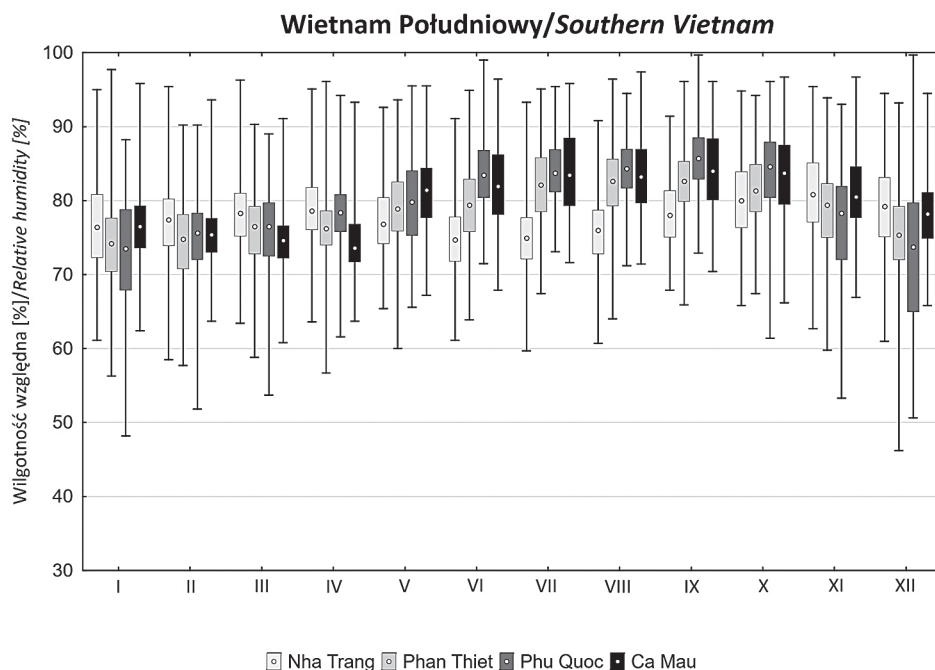 Wietnam Południowy/Southern Vietnam
Wilgotność względna [%]/Relative humidity [%]
100
90
80
70
60
50
40
30
I II III IV V VI VII VIII IX X XI XII
Nha Trang Phan Thiet Phu Quoc Ca Mau